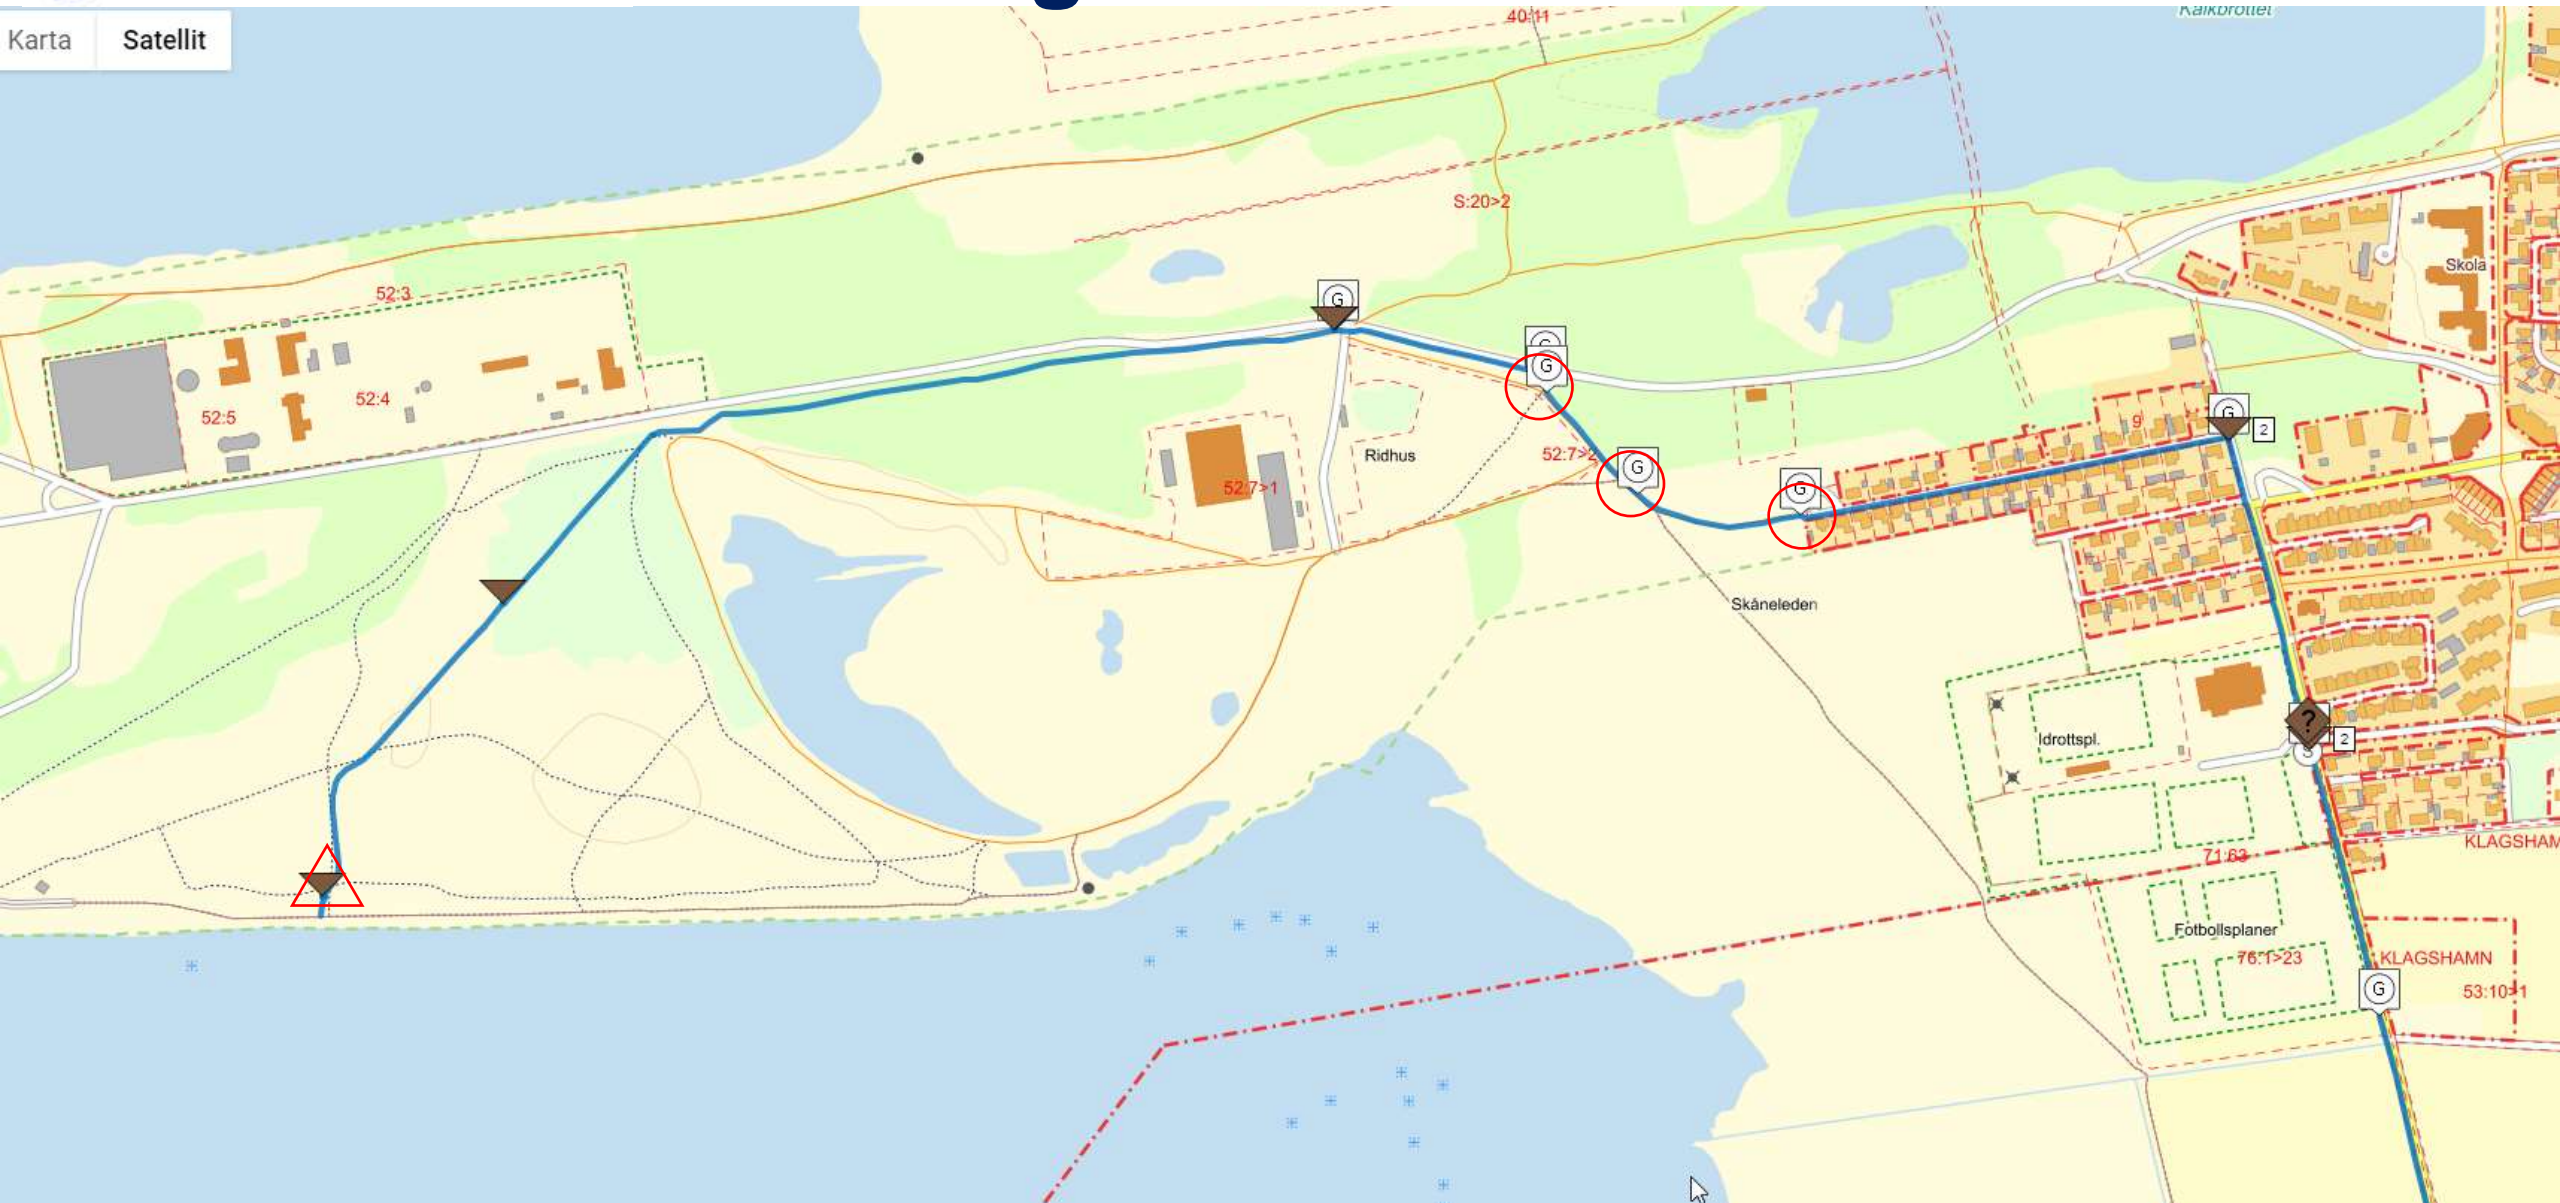 40:11
Kalkbrottet
Karta
Satellit
S:20>2
Skola
52:3
G
G
G
52:4
52:5
9
G
2
Ridhus
52:7>2
G
52:7>1
G
Skåneleden
?
2
Idrottspl.
S
KLAGSHAM
71:63
Fotbollsplaner
76:1>23
KLAGSHAMN
G
53:10>1